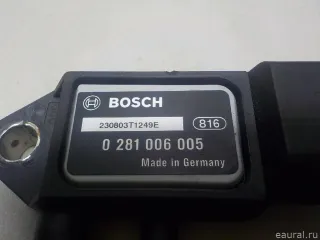 BOSCH
230803T1249E 816
0 281 006 005
Made in Germany
eaural.ru